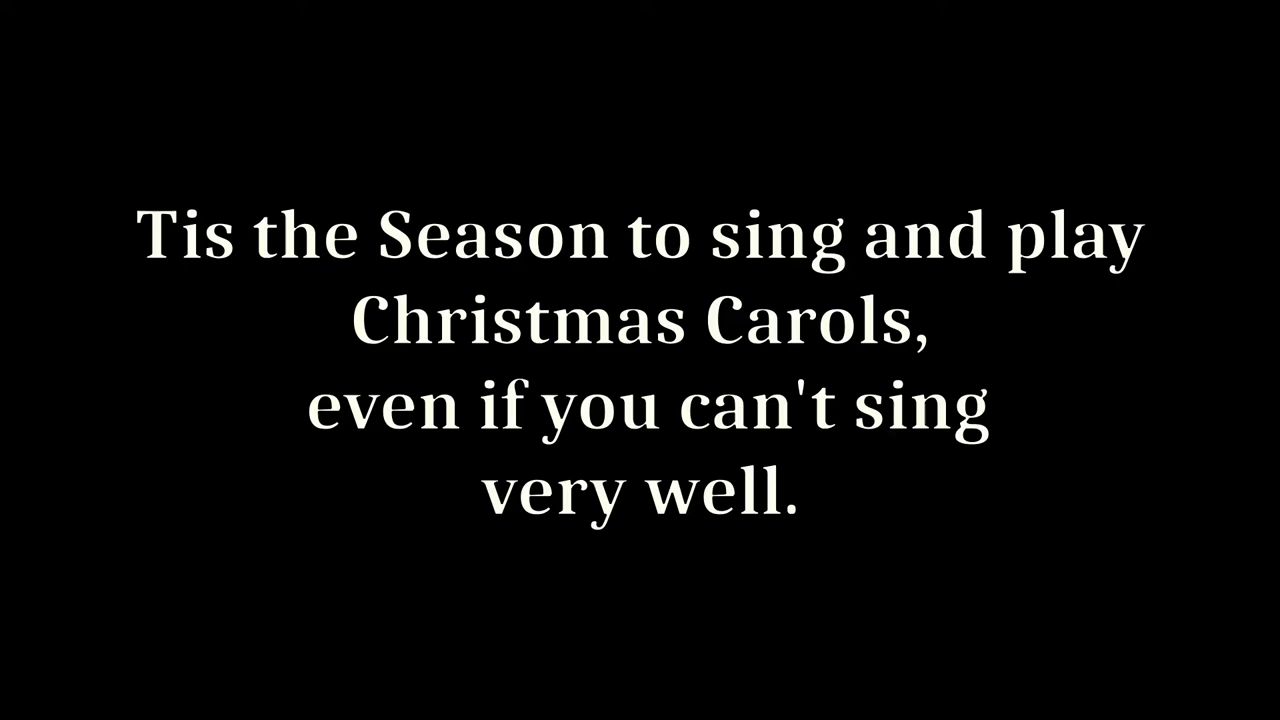 Tis the Season to sing and play
Christmas Carols,
even if you can't sing
very well.